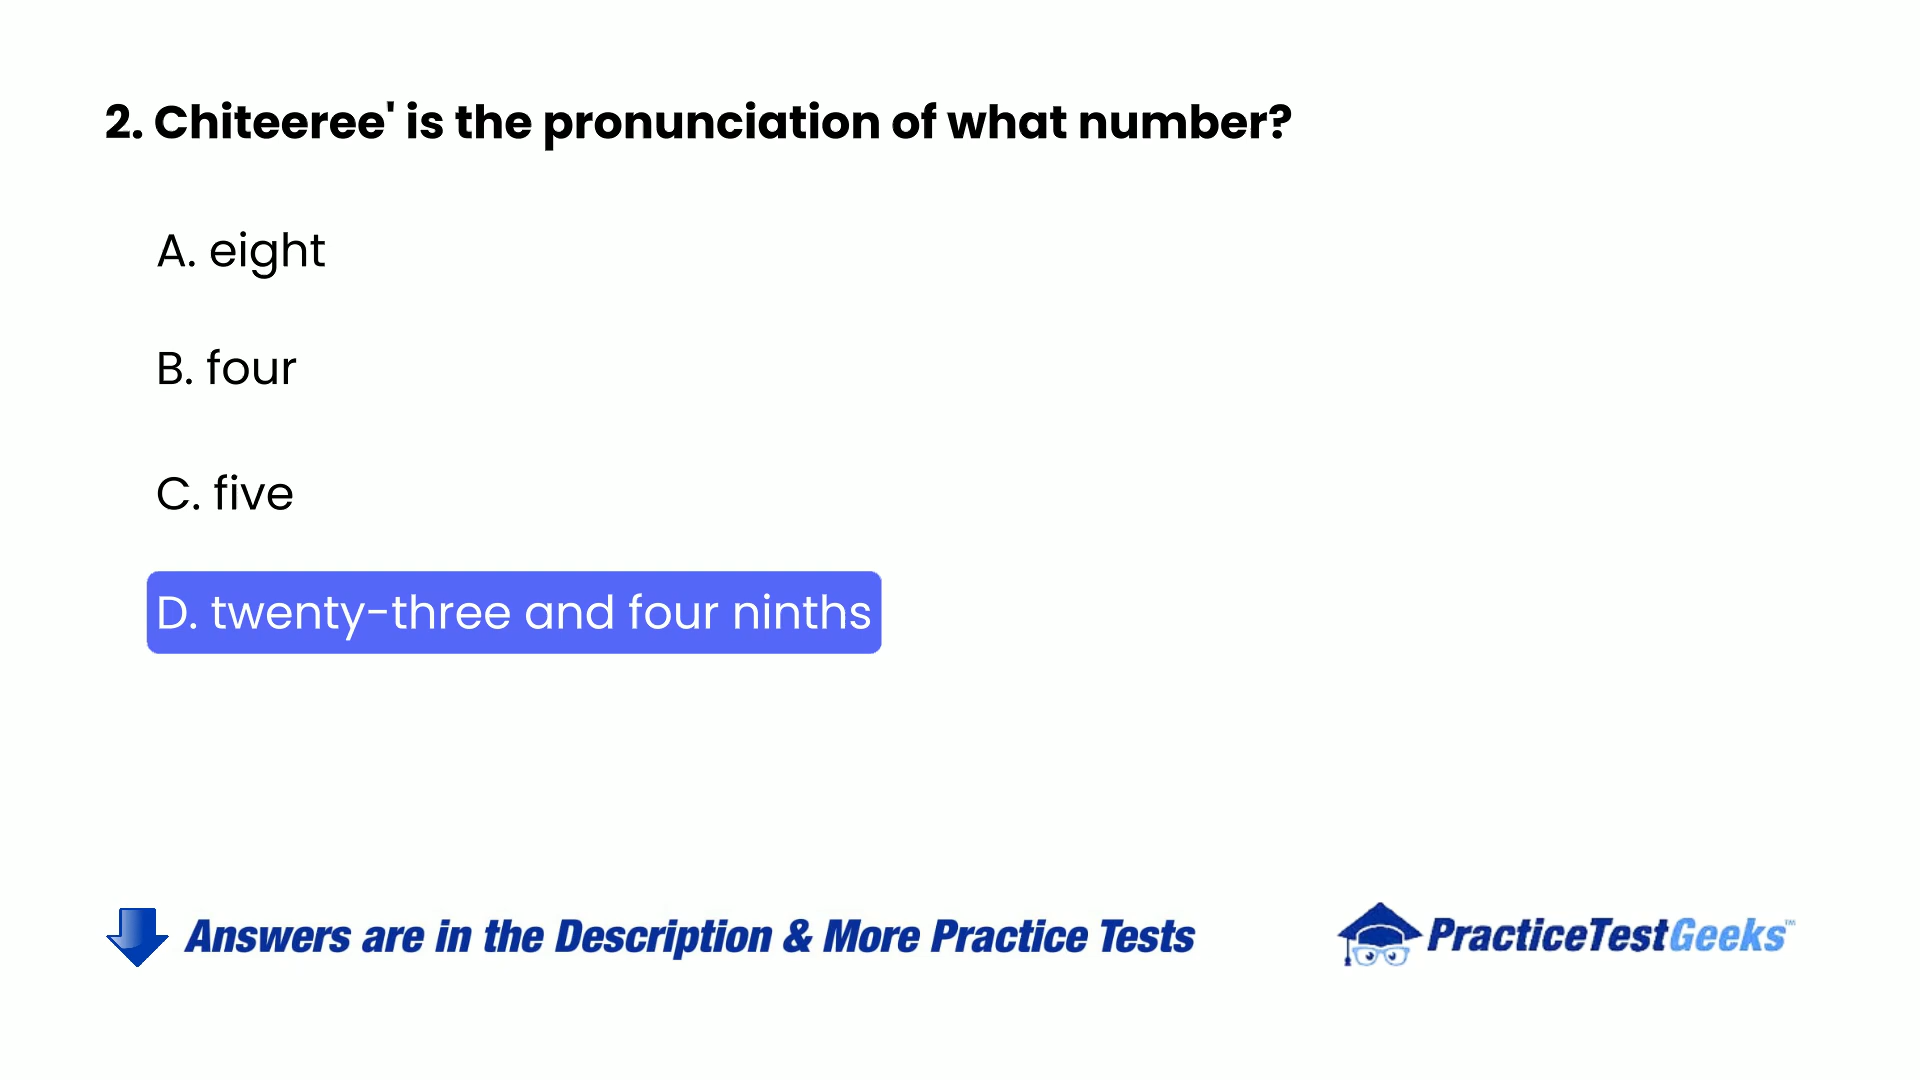 2. Chiteeree' is the pronunciation of what number?
A. eight
B. four
C. five
D. twenty-three and four ninths
Answers are in the Description & More Practice Tests
PracticeTestGeeks™